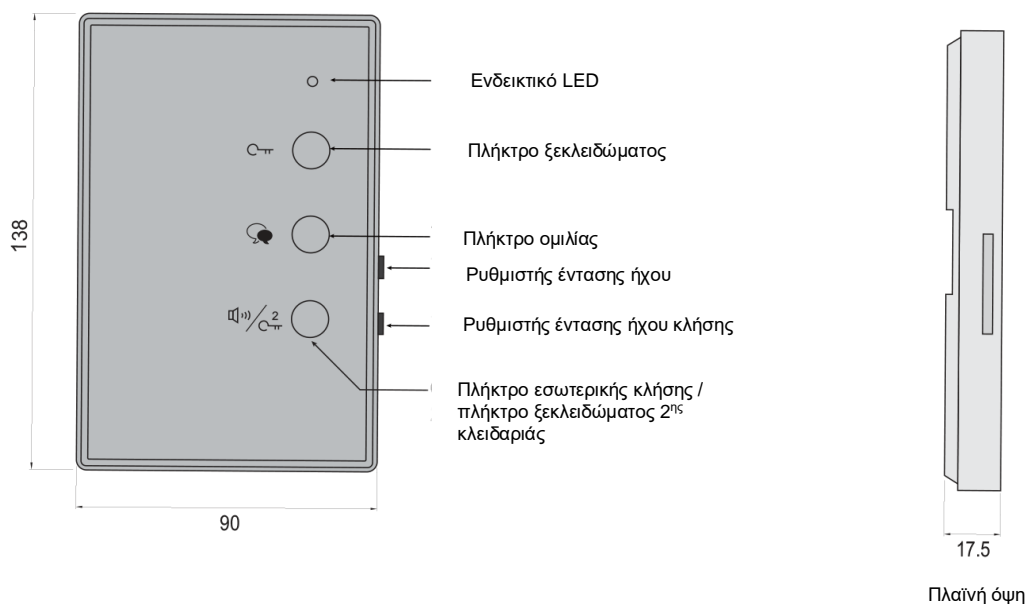 Ενδεικτικό LED
Πλήκτρο ξεκλειδώματος
138
Πλήκτρο ομιλίας
Ρυθμιστής έντασης ήχου
2
Ρυθμιστής έντασης ήχου κλήσης
Πλήκτρο εσωτερικής κλήσης /
πλήκτρο ξεκλειδώματος 2ης
κλειδαριάς
90
17.5
Πλαϊνή όψη